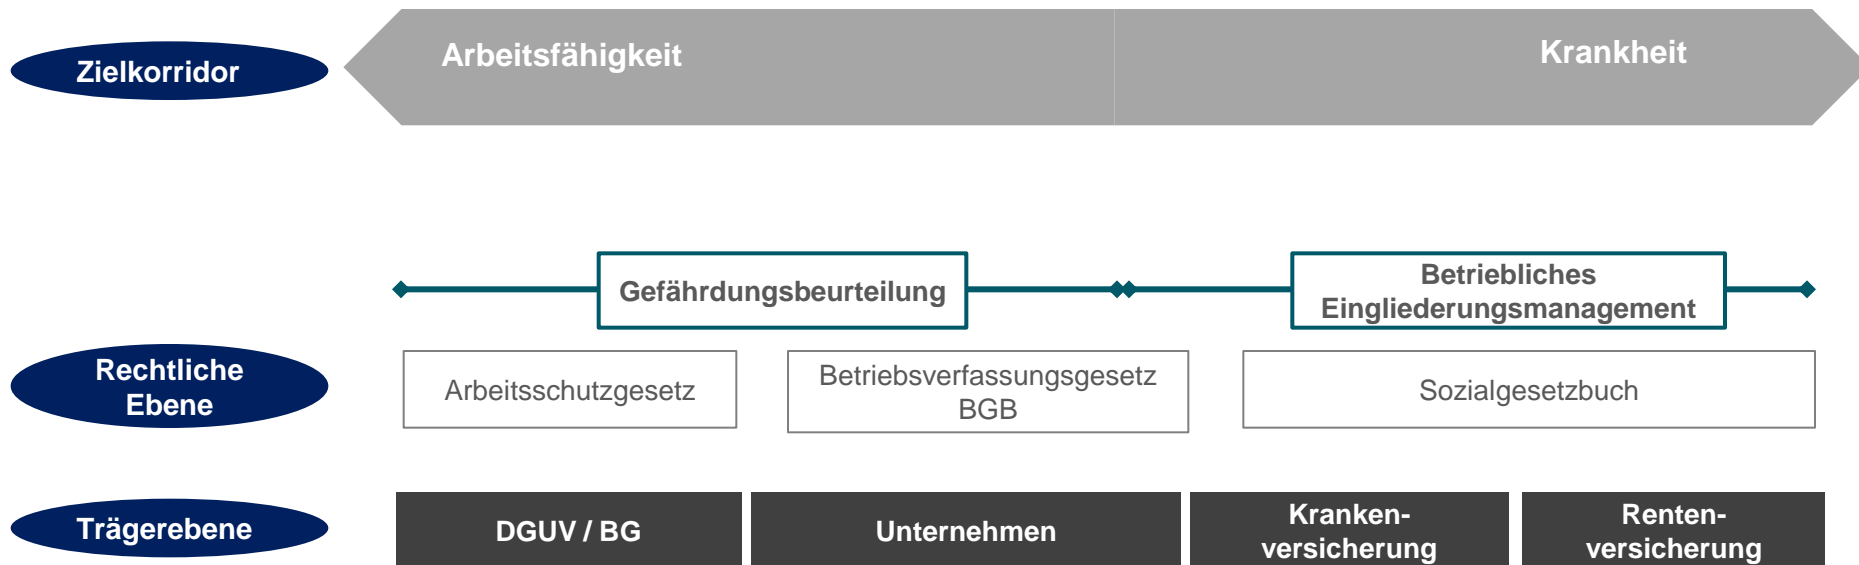 Zielkorridor
Arbeitsfähigkeit
Krankheit
Gefährdungsbeurteilung
Betriebliches
Eingliederungsmanagement
Rechtliche
Ebene
Arbeitsschutzgesetz
Betriebsverfassungsgesetz
BGB
Sozialgesetzbuch
Trägerebene
DGUV / BG
Unternehmen
Kranken-
versicherung
Renten-
versicherung